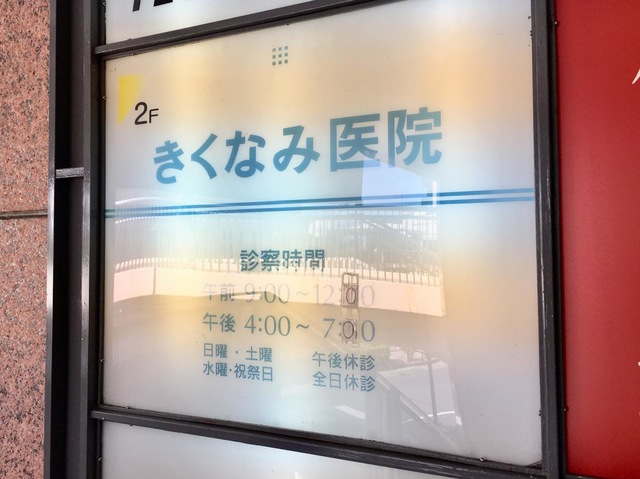 2F
きくなみ医院
診察時間
午前 9:00～12:00
午後 4:00～ 7:00
日曜・土曜 午後休診
水曜・祝祭日 全日休診